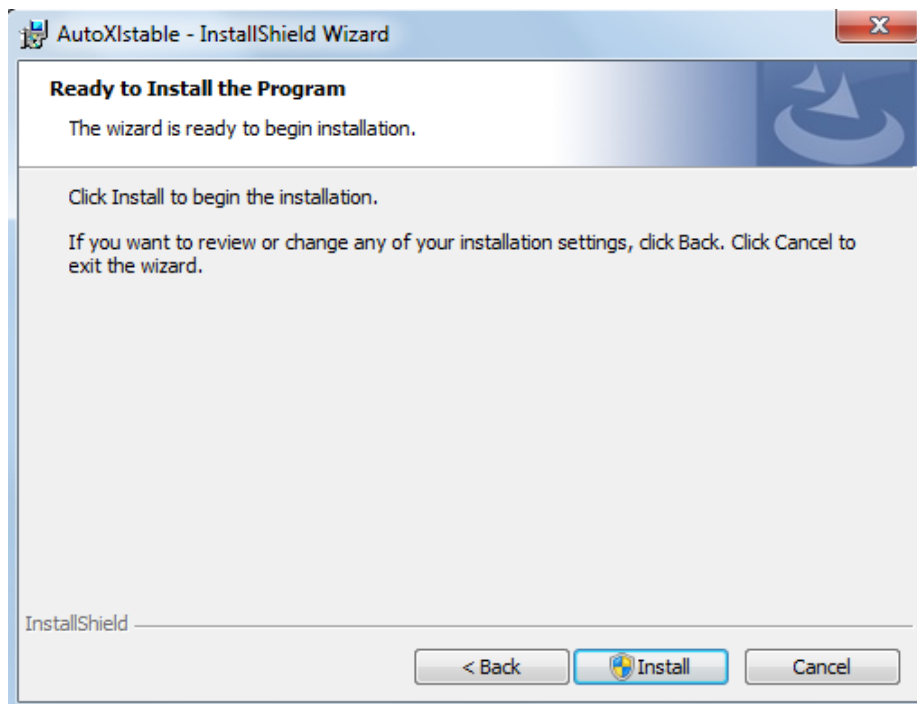 AutoXlstable - InstallShield Wizard
Ready to Install the Program
The wizard is ready to begin installation.
Click Install to begin the installation.
If you want to review or change any of your installation settings, click Back. Click Cancel to
exit the wizard.
InstallShield
< Back Install Cancel